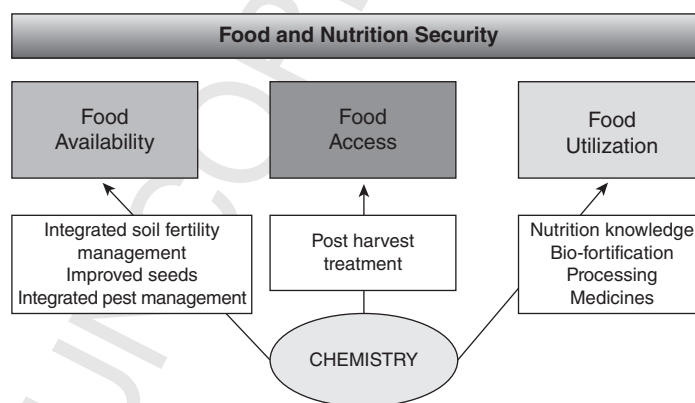 Food and Nutrition Security
Food
Availability
Food
Access
Food
Utilization
Integrated soil fertility
management
Improved seeds
Integrated pest management
Post harvest
treatment
Nutrition knowledge
Bio-fortification
Processing
Medicines
CHEMISTRY
UNCOR